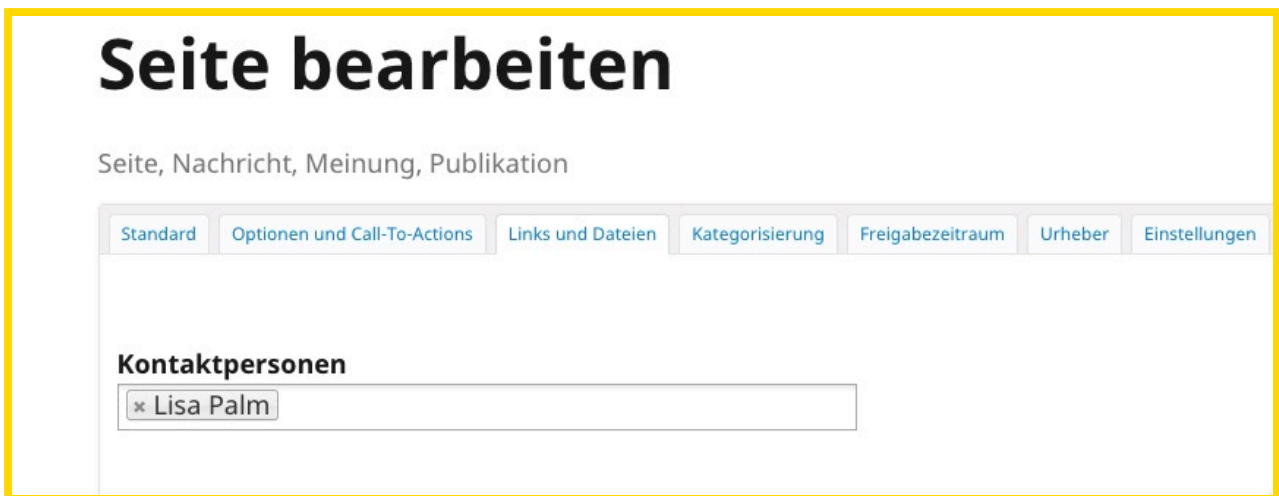 Seite bearbeiten
Seite, Nachricht, Meinung, Publikation
Standard Optionen und Call-To-Actions Links und Dateien Kategorisierung Freigabezeitraum Urheber Einstellungen
Kontaktpersonen
× Lisa Palm